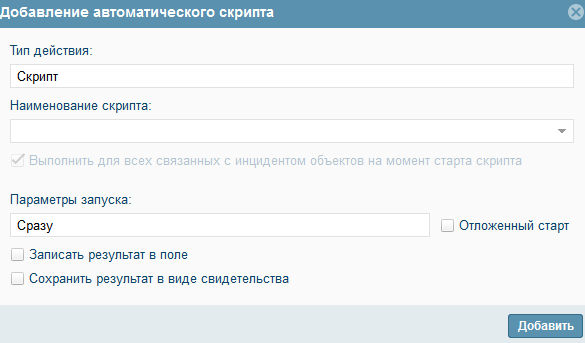 Добавление автоматического скрипта
Тип действия:
Скрипт
Наименование скрипта:
Выполнить для всех связанных с инцидентом объектов на момент старта скрипта
Параметры запуска:
Сразу
Отложенный старт
Записать результат в поле
Сохранить результат в виде свидетельства
Добавить